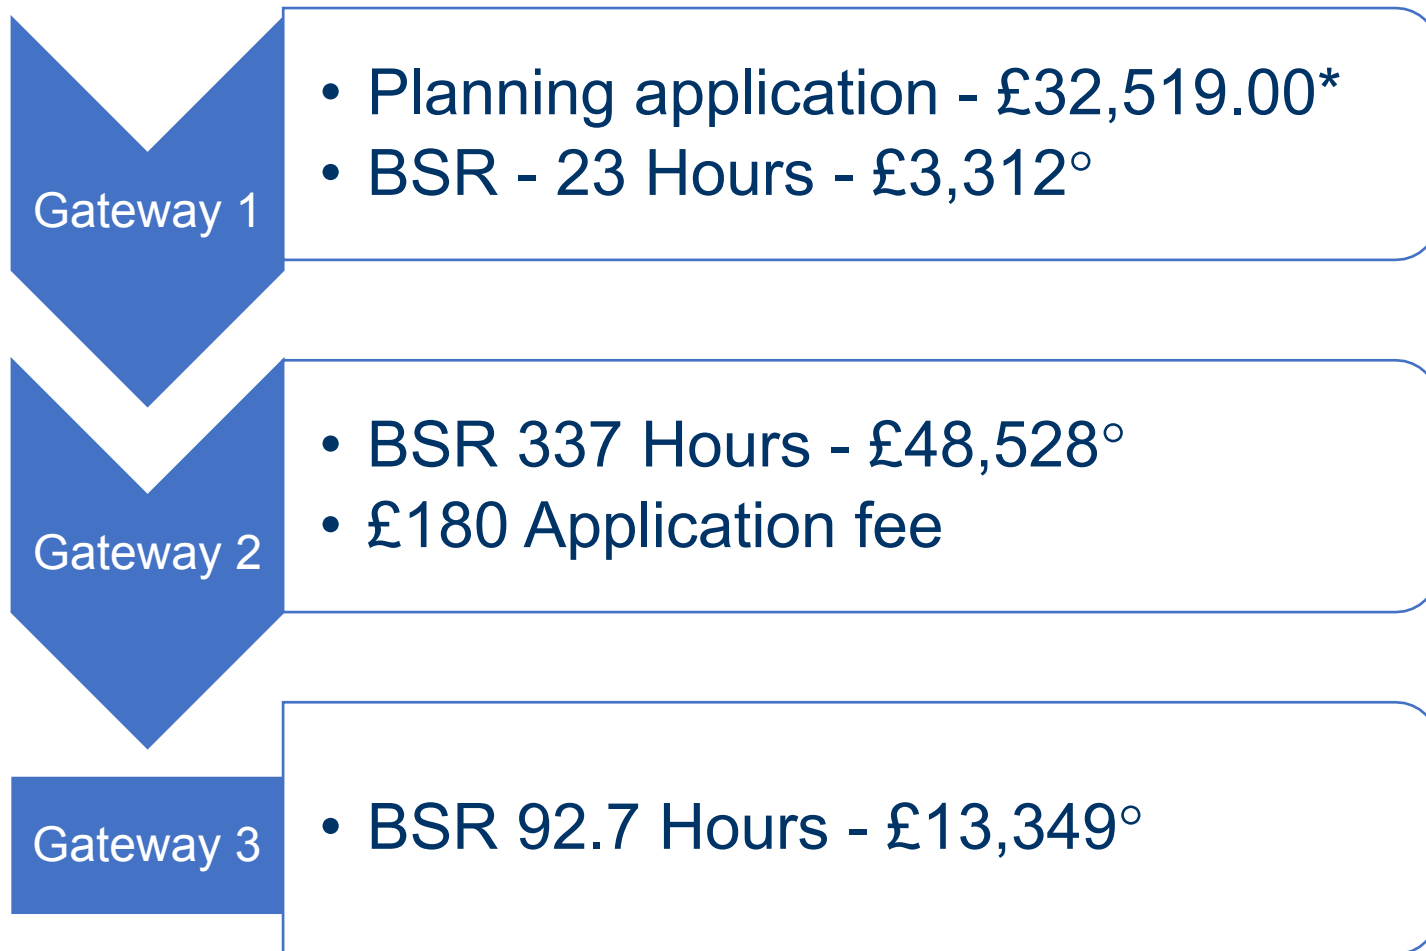 Gateway 1
• Planning application - £32,519.00*
• BSR - 23 Hours - £3,312°
Gateway 2
• BSR 337 Hours - £48,528°
• £180 Application fee
Gateway 3
• BSR 92.7 Hours - £13,349°